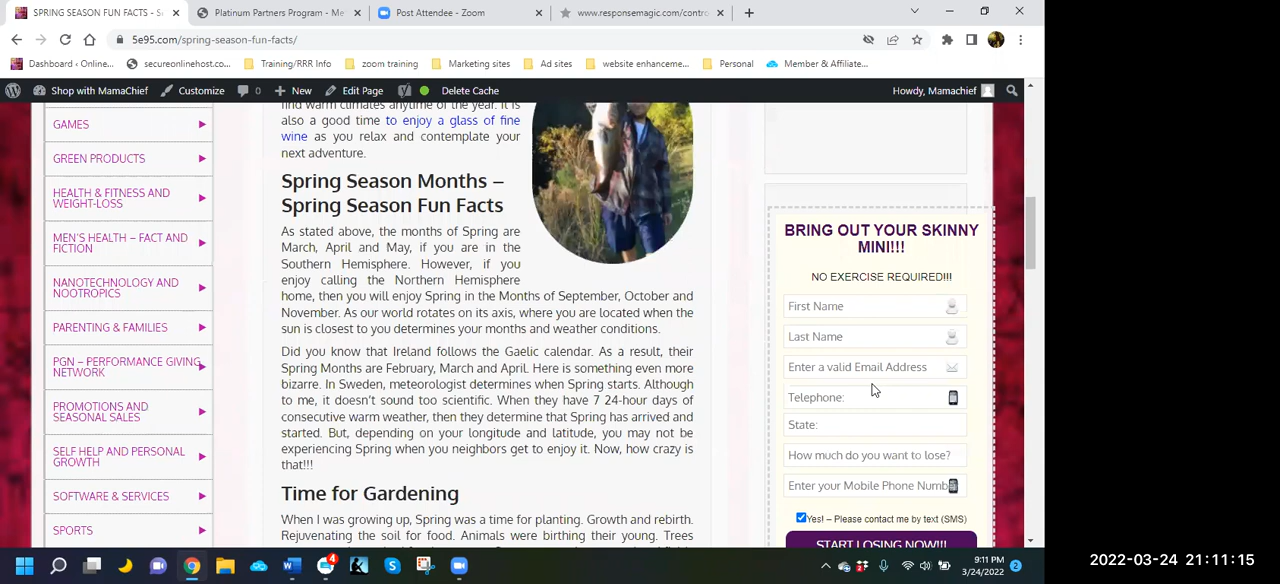 SPRING SEASON FUN FACTS - S
Platinum Partners Program - Me
Post Attendee - Zoom
www.responsemagic.com/contro
5e95.com/spring-season-fun-facts/
Dashboard ‹ Online...
secureonlinehost.co...
Training/RRR Info
zoom training
Marketing sites
Ad sites
website enhanceme...
Personal
Member & Affiliate...
Shop with MamaChief
Customize
0
New
Edit Page
Delete Cache
Howdy, Mamachief
GAMES
GREEN PRODUCTS
HEALTH & FITNESS AND
WEIGHT-LOSS
MEN'S HEALTH – FACT AND
FICTION
NANOTECHNOLOGY AND
NOOTROPICS
PARENTING & FAMILIES
PGN – PERFORMANCE GIVING
NETWORK
PROMOTIONS AND
SEASONAL SALES
SELF HELP AND PERSONAL
GROWTH
SOFTWARE & SERVICES
SPORTS
find warm climates anytime of the year. It is
also a good time to enjoy a glass of fine
wine as you relax and contemplate your
next adventure.
Spring Season Months –
Spring Season Fun Facts
As stated above, the months of Spring are
March, April and May, if you are in the
Southern Hemisphere. However, if you
enjoy calling the Northern Hemisphere
home, then you will enjoy Spring in the Months of September, October and
November. As our world rotates on its axis, where you are located when the
sun is closest to you determines your months and weather conditions.
Did you know that Ireland follows the Gaelic calendar. As a result, their
Spring Months are February, March and April. Here is something even more
bizarre. In Sweden, meteorologist determines when Spring starts. Although
to me, it doesn't sound too scientific. When they have 7 24-hour days of
consecutive warm weather, then they determine that Spring has arrived and
started. But, depending on your longitude and latitude, you may not be
experiencing Spring when you neighbors get to enjoy it. Now, how crazy is
that!!!
Time for Gardening
When I was growing up, Spring was a time for planting. Growth and rebirth.
Rejuvenating the soil for food. Animals were birthing their young. Trees
BRING OUT YOUR SKINNY
MINI!!!
NO EXERCISE REQUIRED!!!
First Name
Last Name
Enter a valid Email Address
Telephone:
State:
How much do you want to lose?
Enter your Mobile Phone Numb
Yes! – Please contact me by text (SMS)
START LOSING NOW!!!
4
9:11 PM
3/24/2022
2
2022-03-24 21:11:15